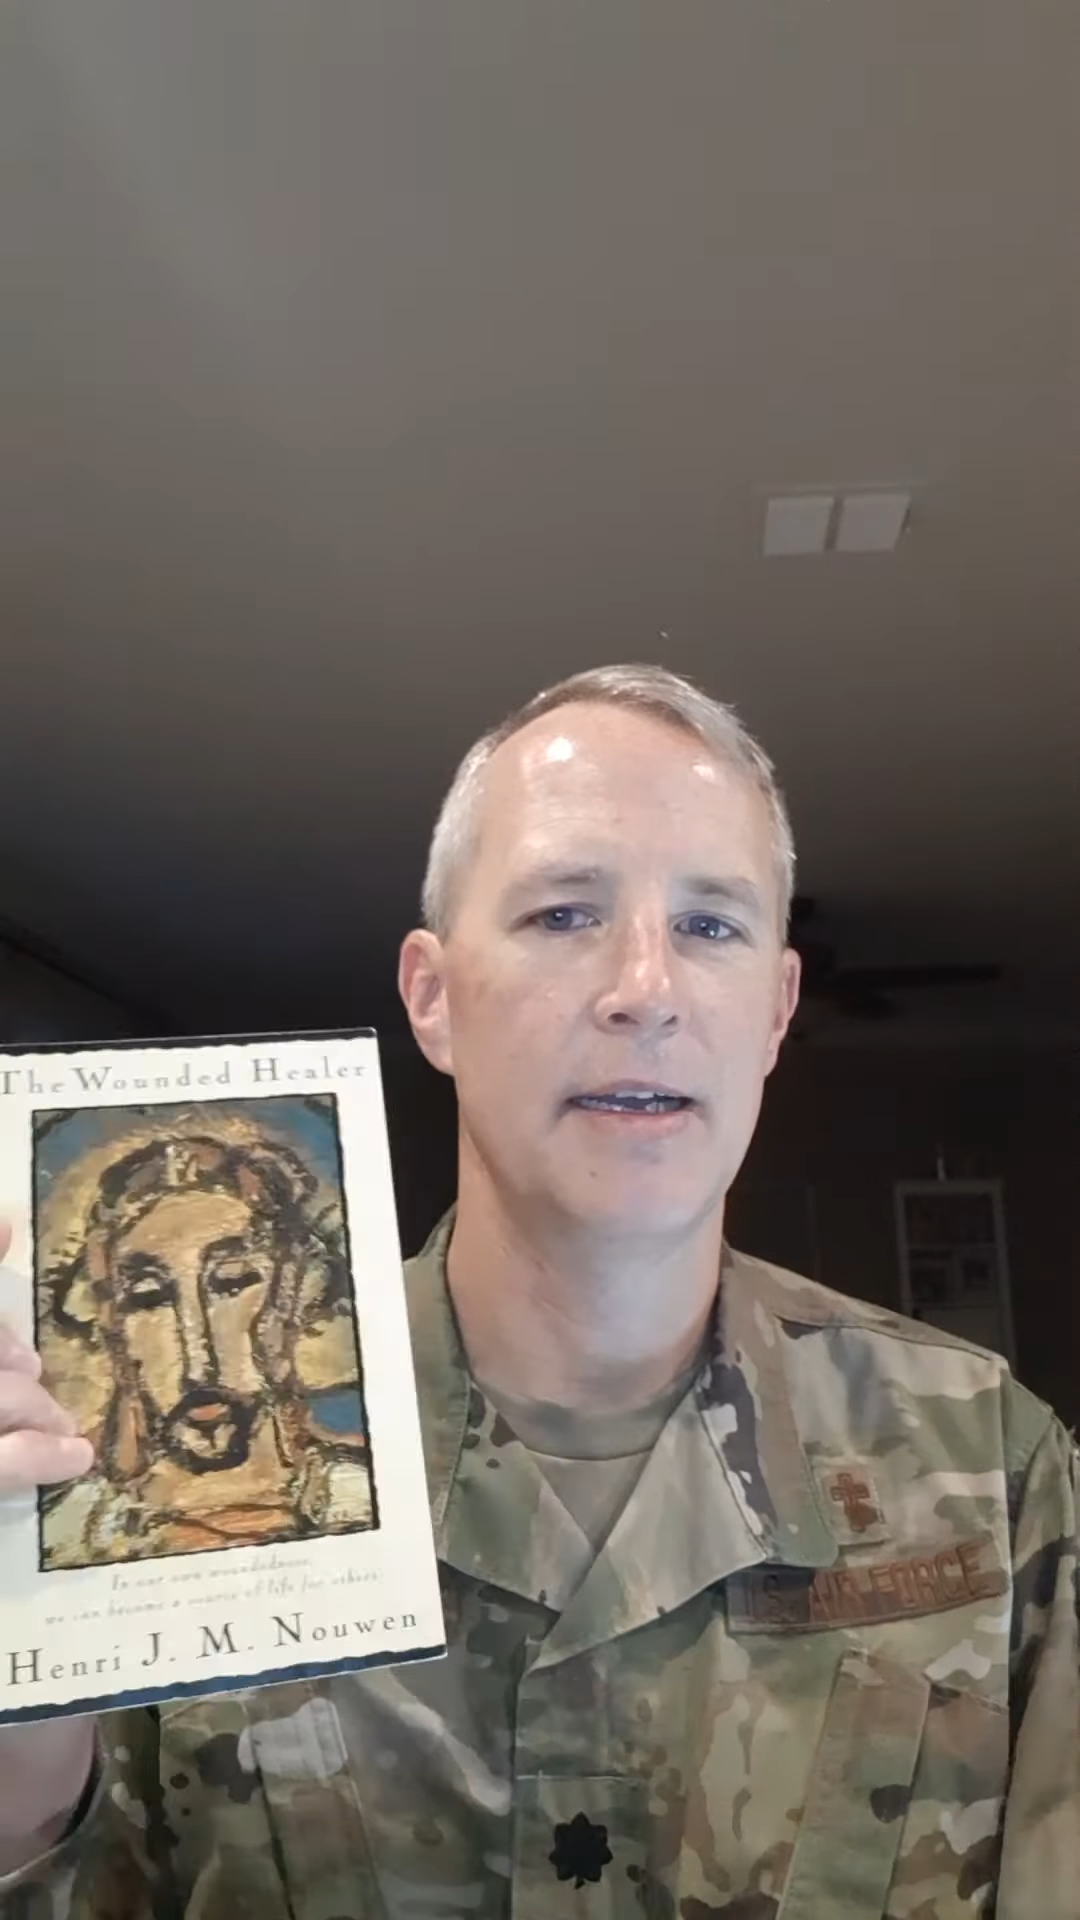 The Wounded Healer
In our own woundedness,
we can become a source of life for others.
Henri J. M. Nouwen
U.S. AIR FORCE